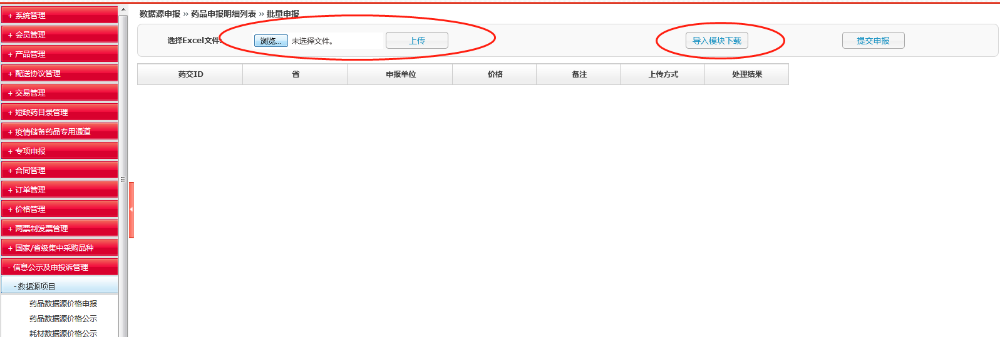 + 系统管理
+ 会员管理
+ 产品管理
+ 配送协议管理
+ 交易管理
+ 短缺药目录管理
+ 疫情储备药品专用通道
+ 专项申报
+ 合同管理
+ 订单管理
+ 价格管理
+ 两票制发票管理
+ 国家/省级集中采购品种
- 信息公示及申投诉管理
- 数据源项目
药品数据源价格申报
药品数据源价格公示
耗材数据源价格公示
数据源申报 » 药品申报明细列表 » 批量申报
选择Excel文件: 浏览... 未选择文件。 上传 导入模块下载 提交申报
药交ID 省 申报单位 价格 备注 上传方式 处理结果